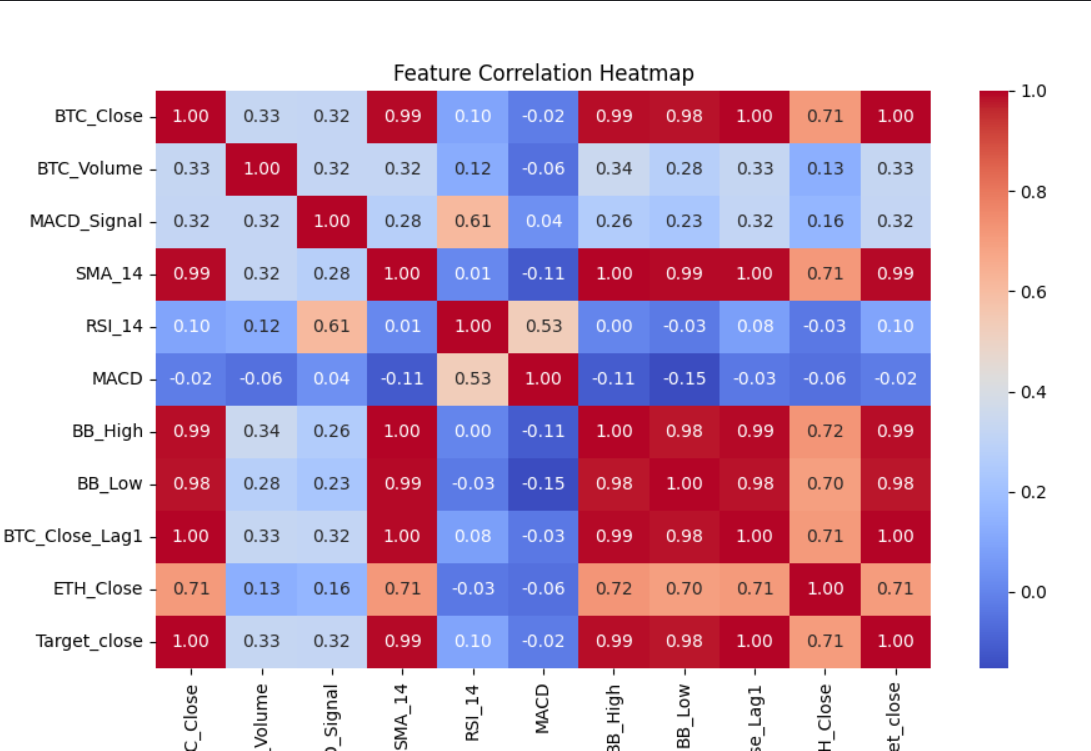 Feature Correlation Heatmap
BTC_Close 1.00 0.33 0.32 0.99 0.10 -0.02 0.99 0.98 1.00 0.71 1.00
BTC_Volume 0.33 1.00 0.32 0.32 0.12 -0.06 0.34 0.28 0.33 0.13 0.33
MACD_Signal 0.32 0.32 1.00 0.28 0.61 0.04 0.26 0.23 0.32 0.16 0.32
SMA_14 0.99 0.32 0.28 1.00 0.01 -0.11 1.00 0.99 1.00 0.71 0.99
RSI_14 0.10 0.12 0.61 0.01 1.00 0.53 0.00 -0.03 0.08 -0.03 0.10
MACD -0.02 -0.06 0.04 -0.11 0.53 1.00 -0.11 -0.15 -0.03 -0.06 -0.02
BB_High 0.99 0.34 0.26 1.00 0.00 -0.11 1.00 0.98 0.99 0.72 0.99
BB_Low 0.98 0.28 0.23 0.99 -0.03 -0.15 0.98 1.00 0.98 0.70 0.98
BTC_Close_Lag1 1.00 0.33 0.32 1.00 0.08 -0.03 0.99 0.98 1.00 0.71 1.00
ETH_Close 0.71 0.13 0.16 0.71 -0.03 -0.06 0.72 0.70 0.71 1.00 0.71
Target_close 1.00 0.33 0.32 0.99 0.10 -0.02 0.99 0.98 1.00 0.71 1.00
C_Close
_Volume
_Signal
SMA_14
RSI_14
MACD
BB_High
BB_Low
se_Lag1
H_Close
et_close
1.0
0.8
0.6
0.4
0.2
0.0